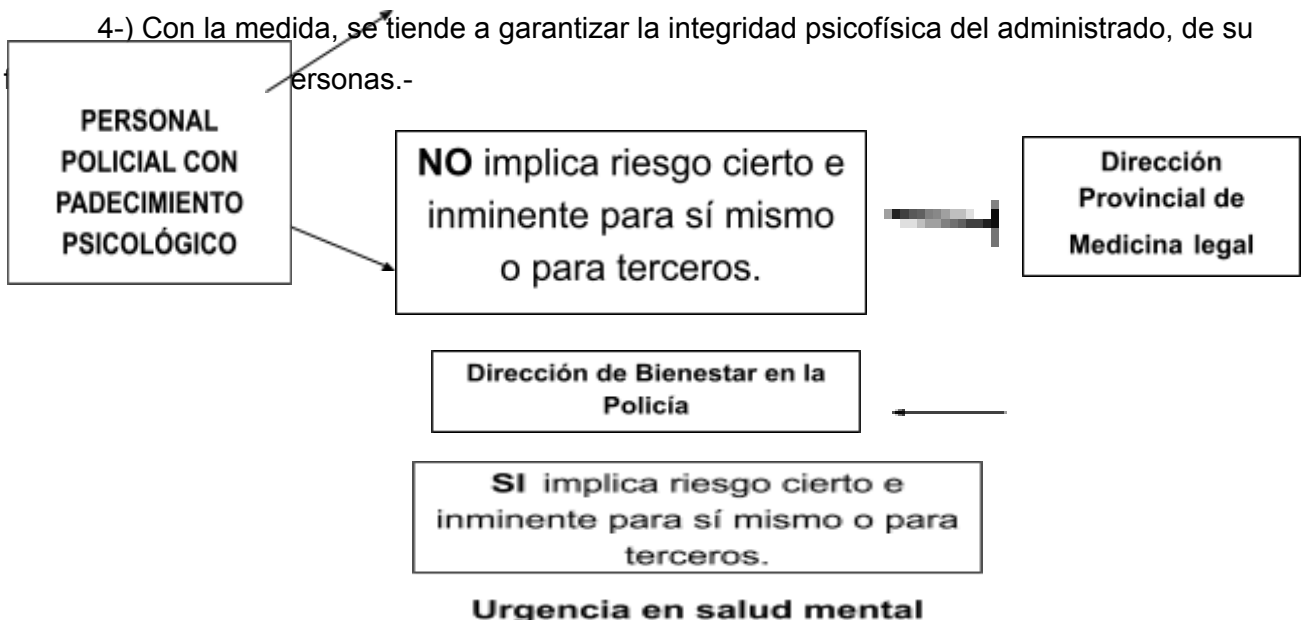 4-) Con la medida, se tiende a garantizar la integridad psicofísica del administrado, de su
ersonas.-
PERSONAL
POLICIAL CON
PADECIMIENTO
PSICOLÓGICO
NO implica riesgo cierto e
inminente para sí mismo
o para terceros.
Dirección
Provincial de
Medicina legal
Dirección de Bienestar en la
Policía
SI implica riesgo cierto e
inminente para sí mismo o para
terceros.
Urgencia en salud mental